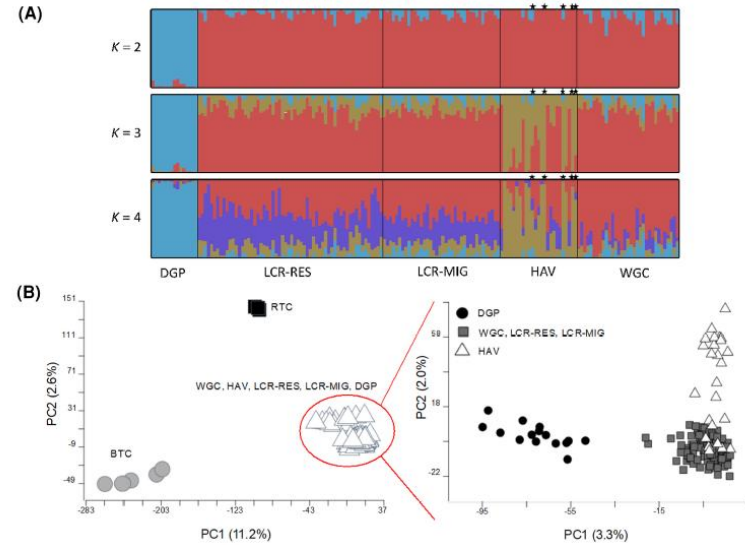 (A)
K = 2
K = 3
K = 4
DGP LCR-RES LCR-MIG HAV WGC
(B)
151
111
71
31
-9
-49
PC2 (2.6%)
RTC
WGC, HAV, LCR-RES, LCR-MIG, DGP
BTC
-283 -203 -123 -43 37
PC1 (11.2%)
DGP
WGC, LCR-RES, LCR-MIG
HAV
18
-22
PC2 (2.0%)
-95 -55 -15
PC1 (3.3%)